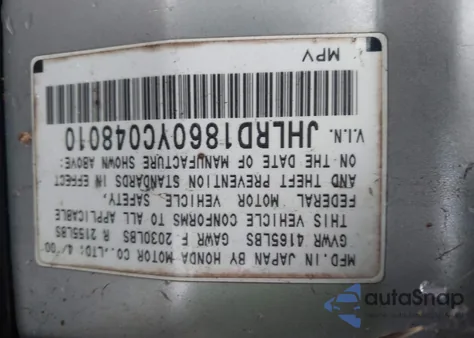 MFD. IN JAPAN BY HONDA MOTOR CO.,LTD: 4/'00
GVWR 4165LBS GAWR F 2030LBS R 2155LBS
THIS VEHICLE CONFORMS TO ALL APPLICABLE
FEDERAL MOTOR VEHICLE SAFETY,
AND THEFT PREVENTION STANDARDS IN EFFECT
ON THE DATE OF MANUFACTURE SHOWN ABOVE:
V.I.N. JHLRD1860YC048010
MPV
autoSnap